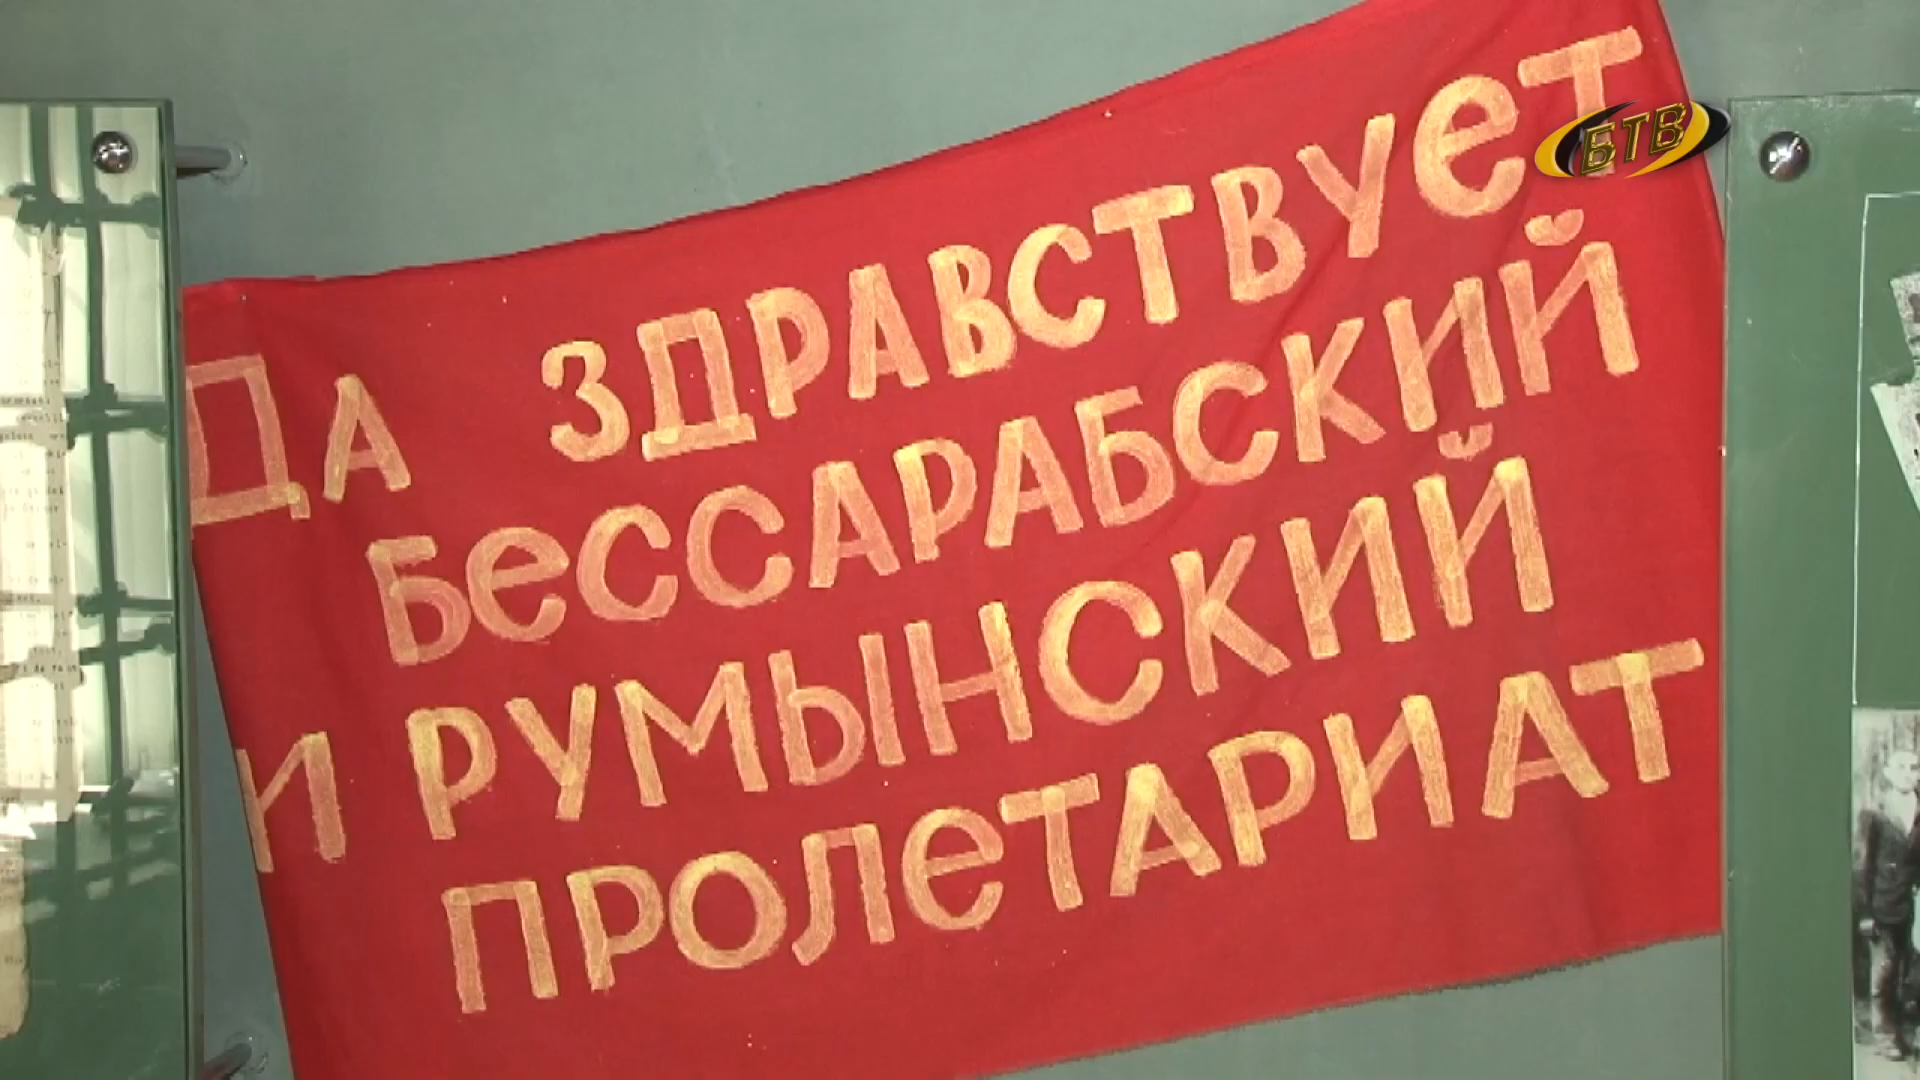 БТВ
ДА ЗДРАВСТВУЕТ
БЕССАРАБСКИЙ
И РУМЫНСКИЙ
ПРОЛЕТАРИАТ